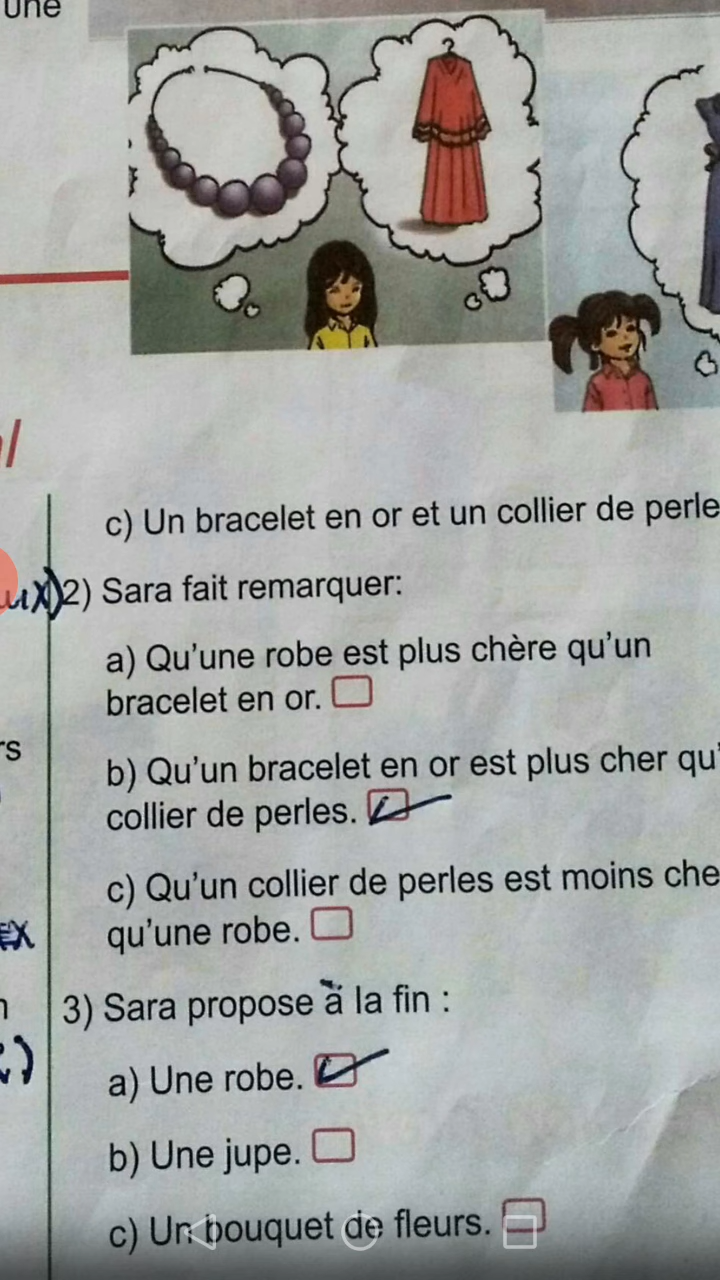 une
c) Un bracelet en or et un collier de perle
2) Sara fait remarquer:
a) Qu'une robe est plus chère qu'un
bracelet en or.
b) Qu'un bracelet en or est plus cher qu'
collier de perles.
c) Qu'un collier de perles est moins che
qu'une robe.
3) Sara propose à la fin :
a) Une robe.
b) Une jupe.
c) Un bouquet de fleurs.